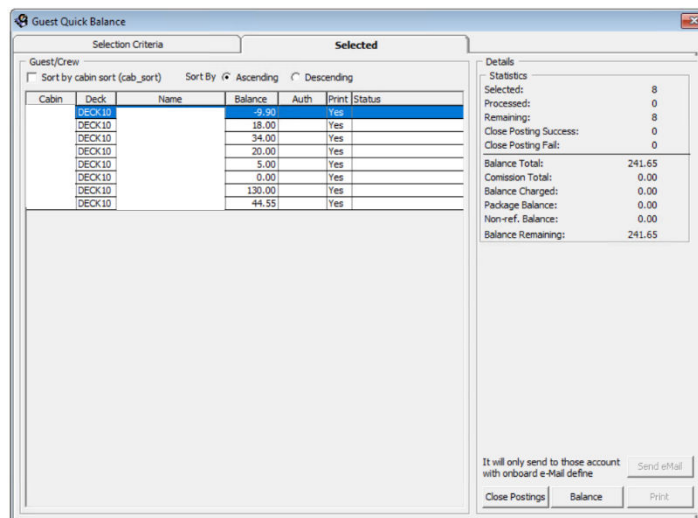 Guest Quick Balance
Selection Criteria
Selected
Guest/Crew
Sort by cabin sort (cab_sort) Sort By Ascending Descending
Cabin Deck Name Balance Auth Print Status
DECK10 -9.90 Yes
DECK10 18.00 Yes
DECK10 34.00 Yes
DECK10 20.00 Yes
DECK10 5.00 Yes
DECK10 0.00 Yes
DECK10 130.00 Yes
DECK10 44.55 Yes
Details
Statistics
Selected: 8
Processed: 0
Remaining: 8
Close Posting Success: 0
Close Posting Fail: 0
Balance Total: 241.65
Comission Total: 0.00
Balance Charged: 0.00
Package Balance: 0.00
Non-ref. Balance: 0.00
Balance Remaining: 241.65
It will only send to those account
with onboard e-Mail define
Send eMail
Close Postings Balance Print